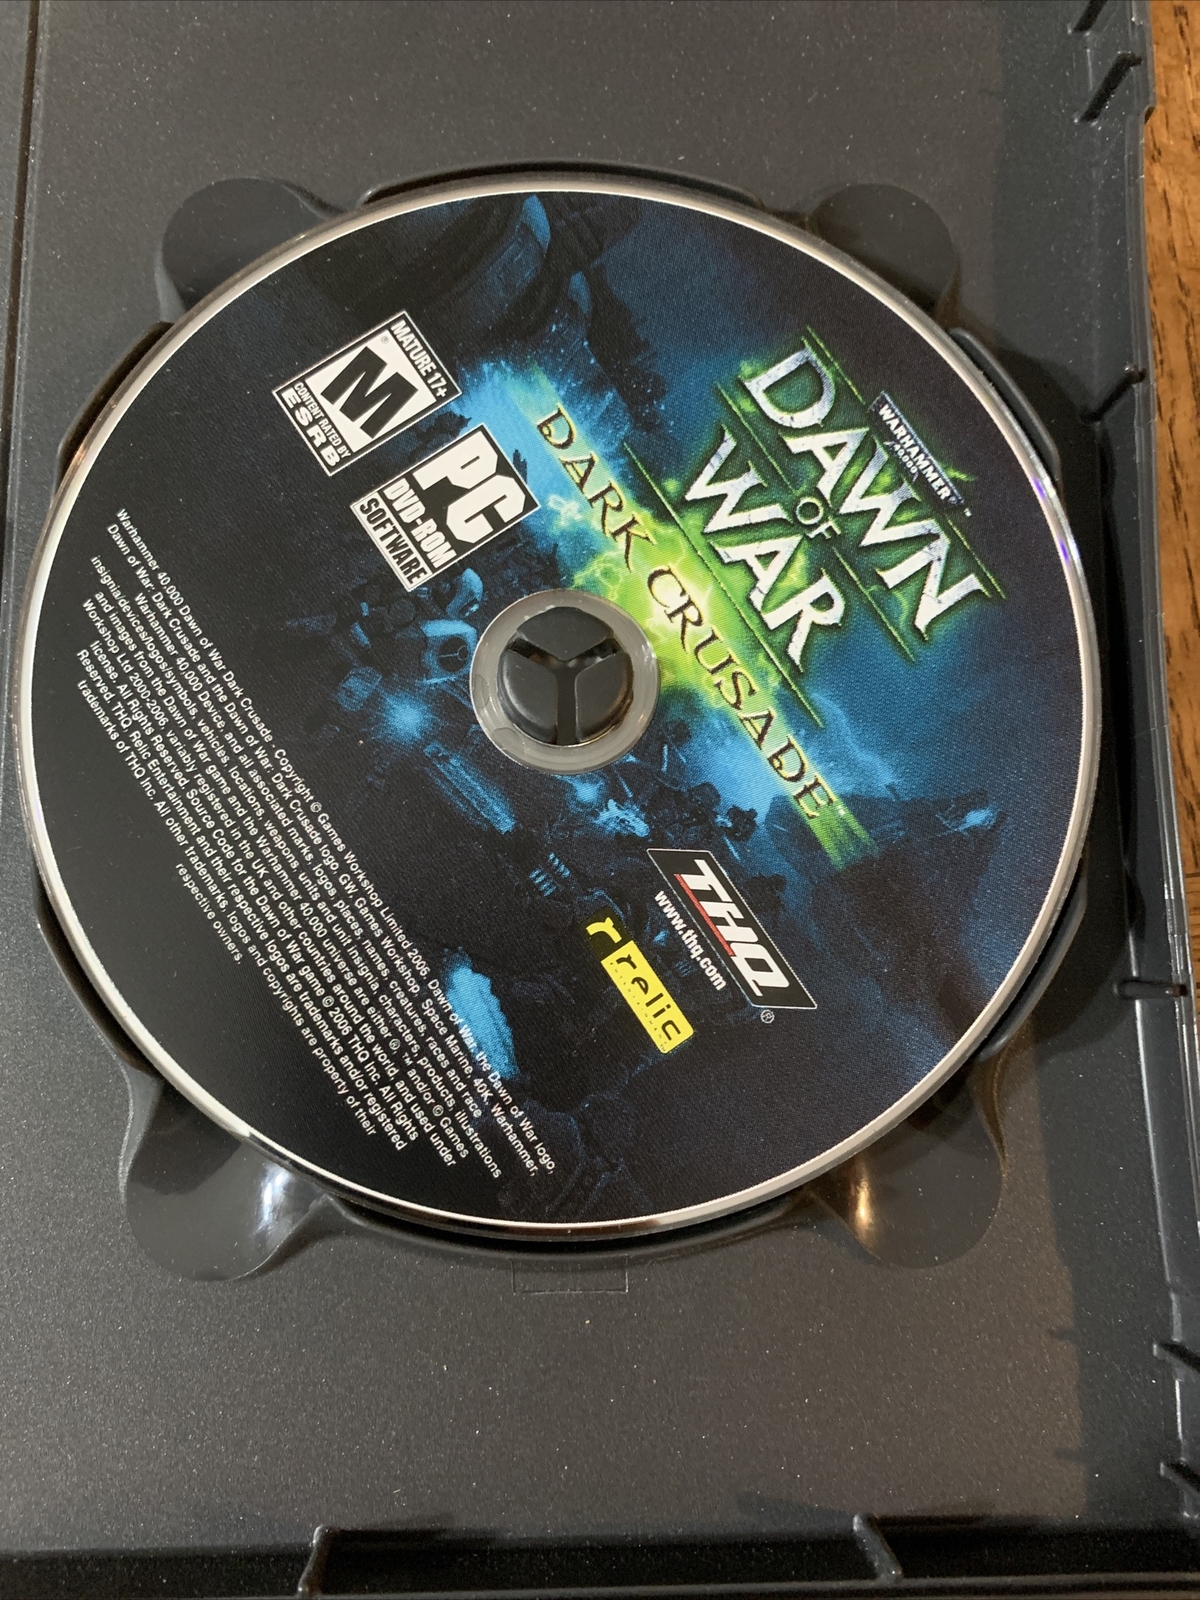 WARHAMMER
40,000
DAWN
OF
WAR
DARK CRUSADE™
MATURE 17+
M
®
CONTENT RATED BY
ESRB
PC
DVD-ROM
SOFTWARE
THQ
®
www.thq.com
r relic
Warhammer 40,000 Dawn of War Dark Crusade - Copyright © Games Workshop Limited 2006. Dawn of War, the Dawn of War logo,
Dawn of War: Dark Crusade and the Dawn of War: Dark Crusade logo, GW, Games Workshop, Space Marine, 40K, Warhammer,
Warhammer 40,000 Device, and all associated marks, logos, places, names, creatures, races and race
insignia/devices/logos/symbols, vehicles, locations, weapons, units and unit insignia, characters, products, illustrations
and images from the Dawn of War game and the Warhammer 40,000 universe are either ®, ™ and/or © Games
Workshop Ltd 2000-2006, variably registered in the UK and other countries around the world, and used under
license. All Rights Reserved. Source Code for the Dawn of War game © 2006 THQ Inc. All Rights
Reserved. THQ Relic Entertainment and their respective logos are trademarks and/or registered
trademarks of THQ Inc. All other trademarks, logos and copyrights are property of their
respective owners.